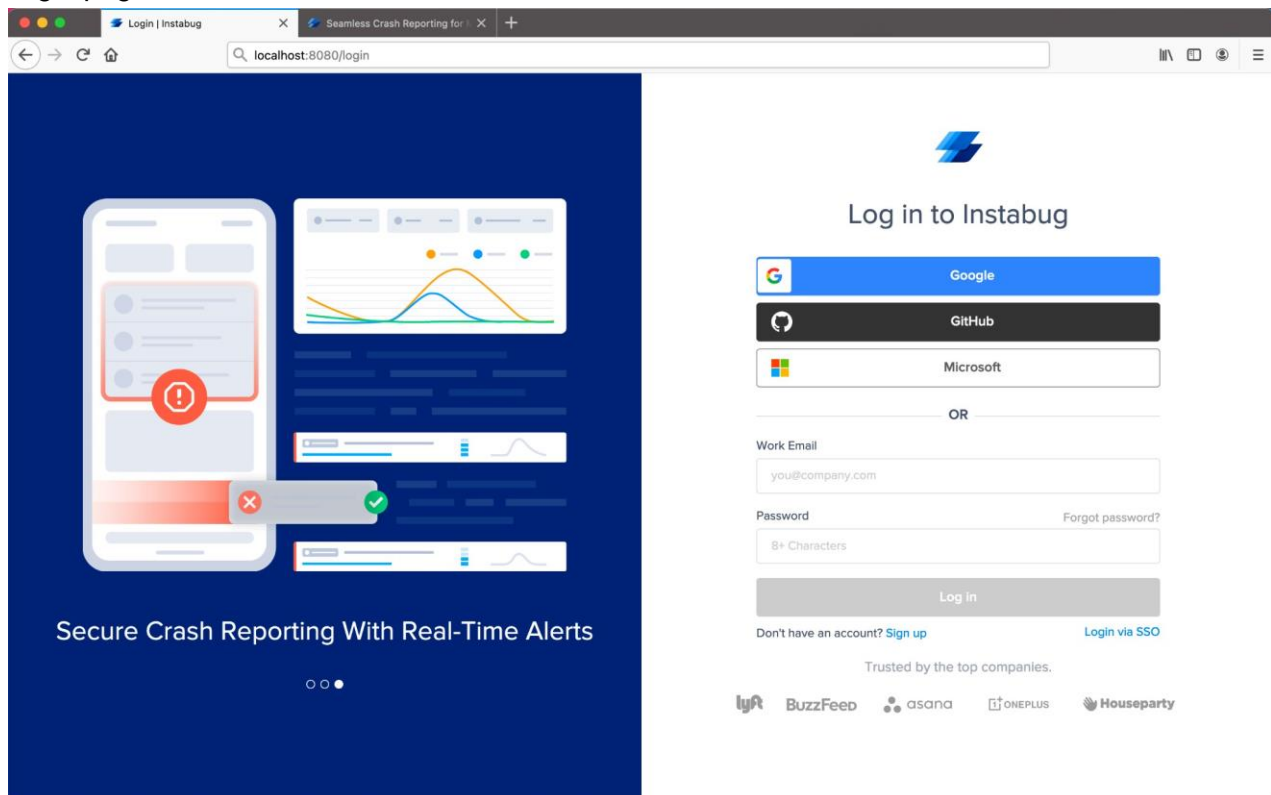 Login | Instabug
Seamless Crash Reporting for
localhost:8080/login
Log in to Instabug
Google
GitHub
Microsoft
OR
Work Email
you@company.com
Password
Forgot password?
8+ Characters
Log in
Don't have an account? Sign up
Login via SSO
Secure Crash Reporting With Real-Time Alerts
Trusted by the top companies.
lyft BuzzFeed asana ONEPLUS Houseparty